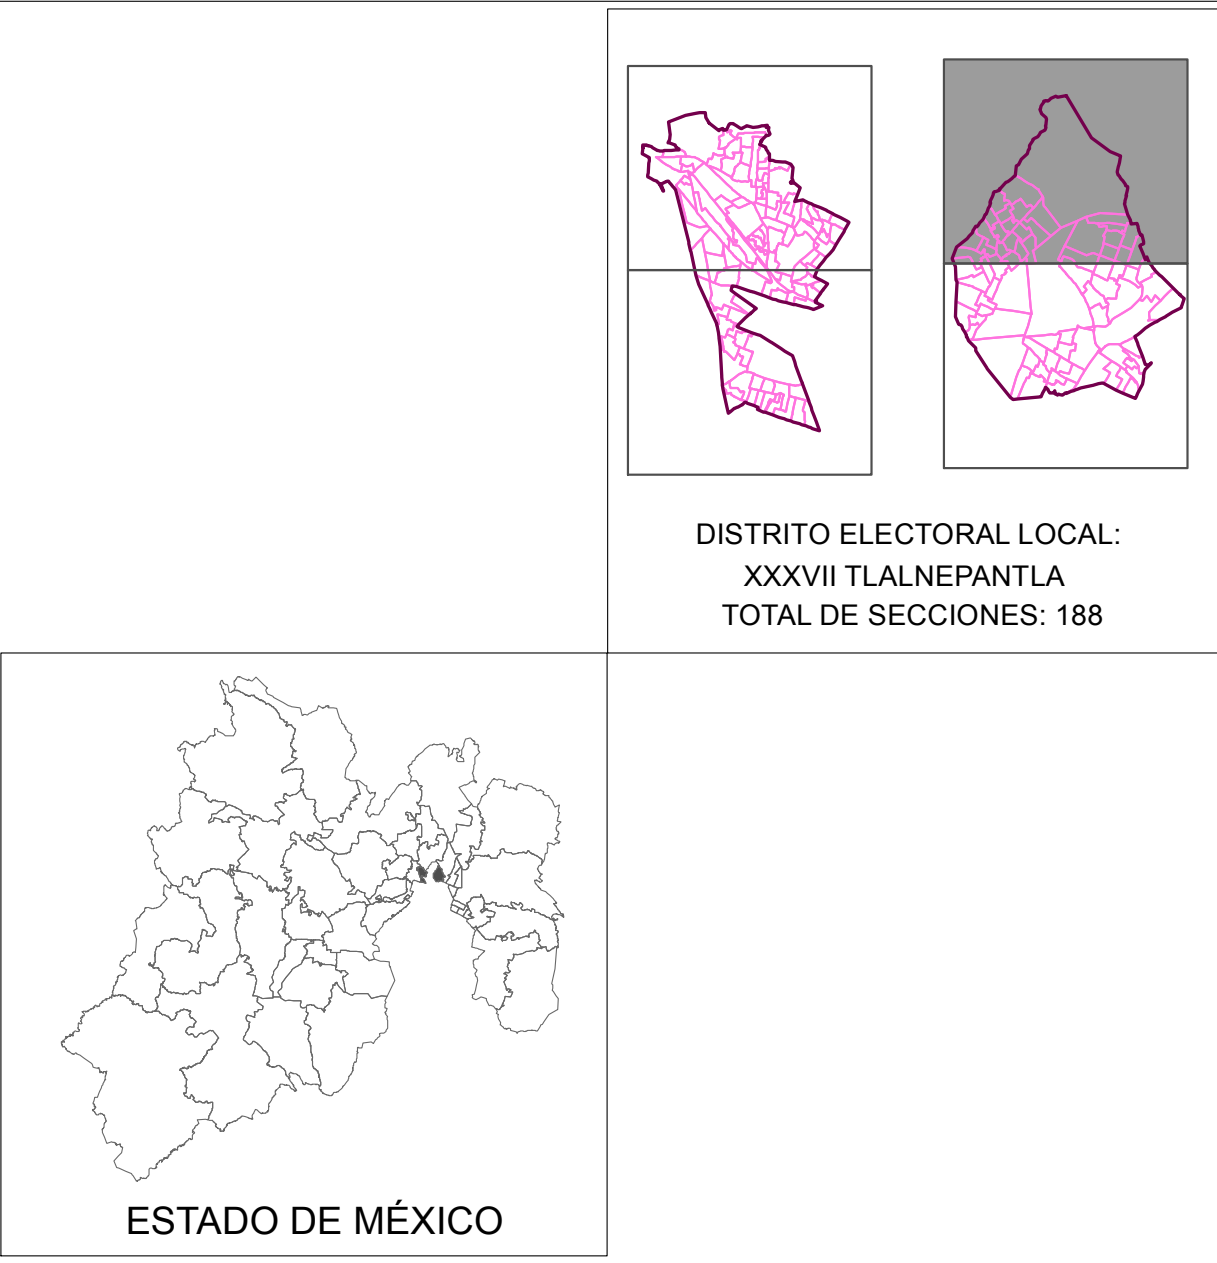 DISTRITO ELECTORAL LOCAL:
XXXVII TLALNEPANTLA
TOTAL DE SECCIONES: 188
ESTADO DE MÉXICO